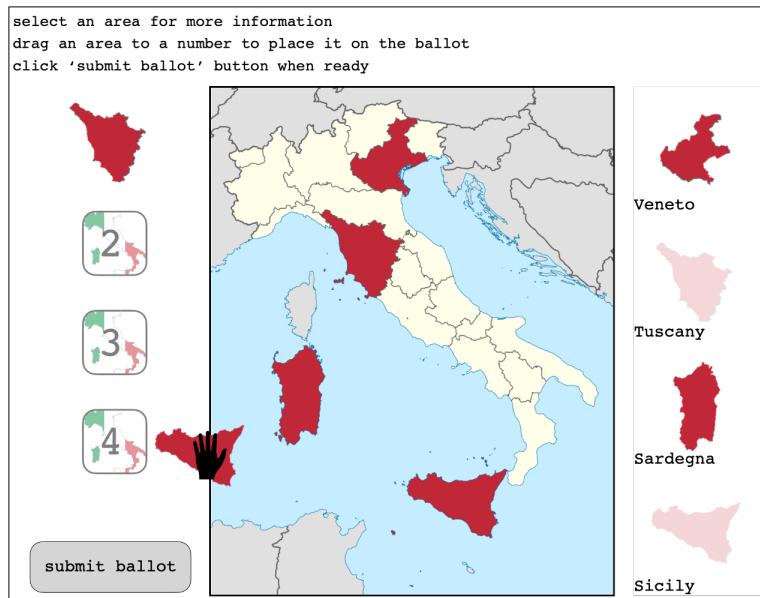 select an area for more information
drag an area to a number to place it on the ballot
click ‘submit ballot’ button when ready
2
3
4
submit ballot
Veneto
Tuscany
Sardegna
Sicily